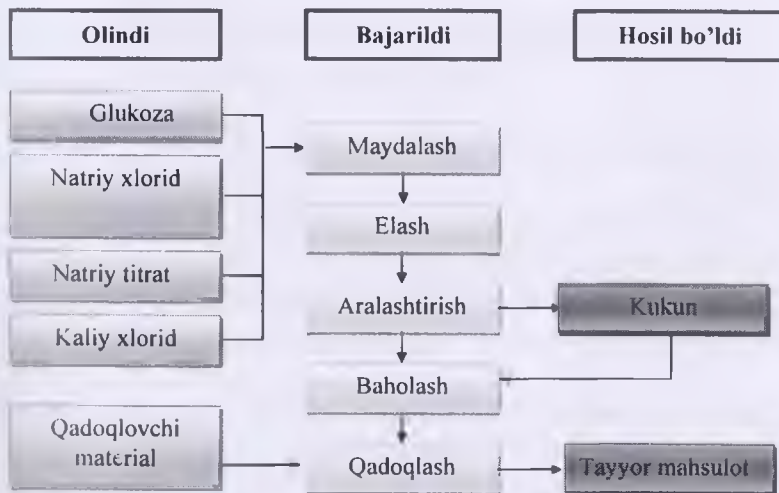 Olindi
Bajarildi
Hosil bo'ldi
Glukoza
Natriy xlorid
Natriy titrat
Kaliy xlorid
Qadoqlovchi
material
Maydalash
Elash
Aralashtirish
Baholash
Qadoqlash
Kukun
Tayyor mahsulot